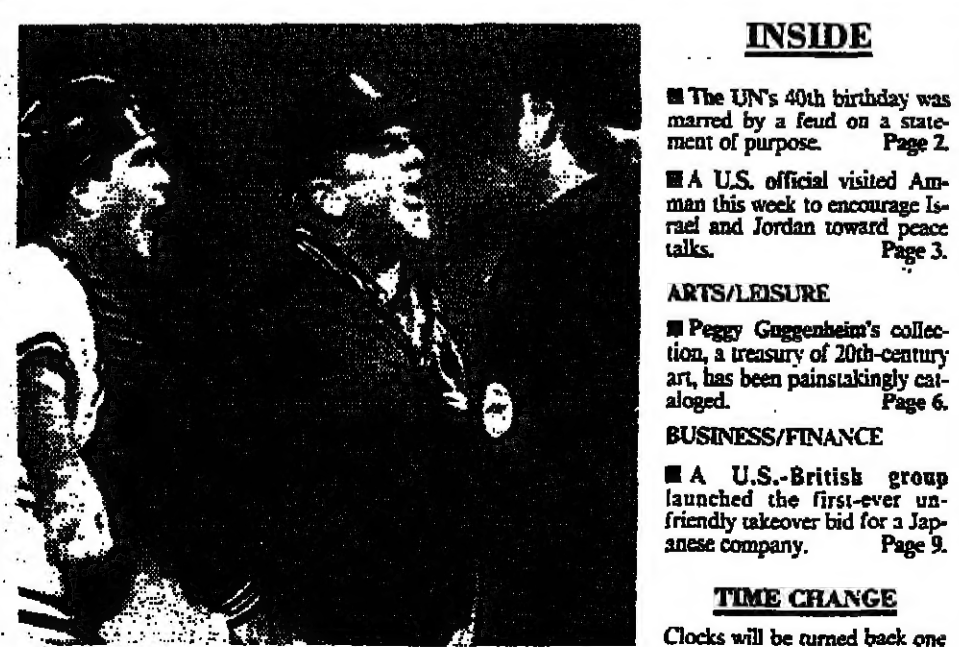 INSIDE
■ The UN's 40th birthday was
marred by a feud on a state-
ment of purpose. Page 2.
■ A U.S. official visited Am-
man this week to encourage Is-
rael and Jordan toward peace
talks. Page 3.
ARTS/LEISURE
■ Peggy Guggenheim's collec-
tion, a treasury of 20th-century
art, has been painstakingly cat-
aloged. Page 6.
BUSINESS/FINANCE
■ A U.S.-British group
launched the first-ever un-
friendly takeover bid for a Jap-
anese company. Page 9.
TIME CHANGE
Clocks will be turned back one